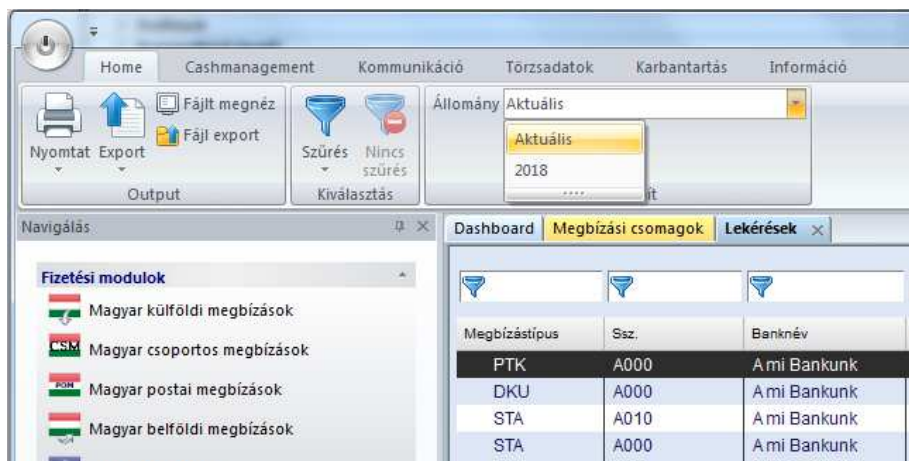 Home Cashmanagement Kommunikáció Törzsadatok Karbantartás Információ
Nyomtat Export Fájlt megnéz
Fájl export
Szűrés Nincs szűrés
Állomány Aktuális
Aktuális
2018
Output Kiválasztás
Navigálás
Dashboard Megbízási csomagok Lekérések
Fizetési modulok
Magyar külföldi megbízások
CSM Magyar csoportos megbízások
POM Magyar postai megbízások
Magyar belföldi megbízások
Megbízástípus Ssz. Banknév
PTK A000 A mi Bankunk
DKU A000 A mi Bankunk
STA A010 A mi Bankunk
STA A000 A mi Bankunk